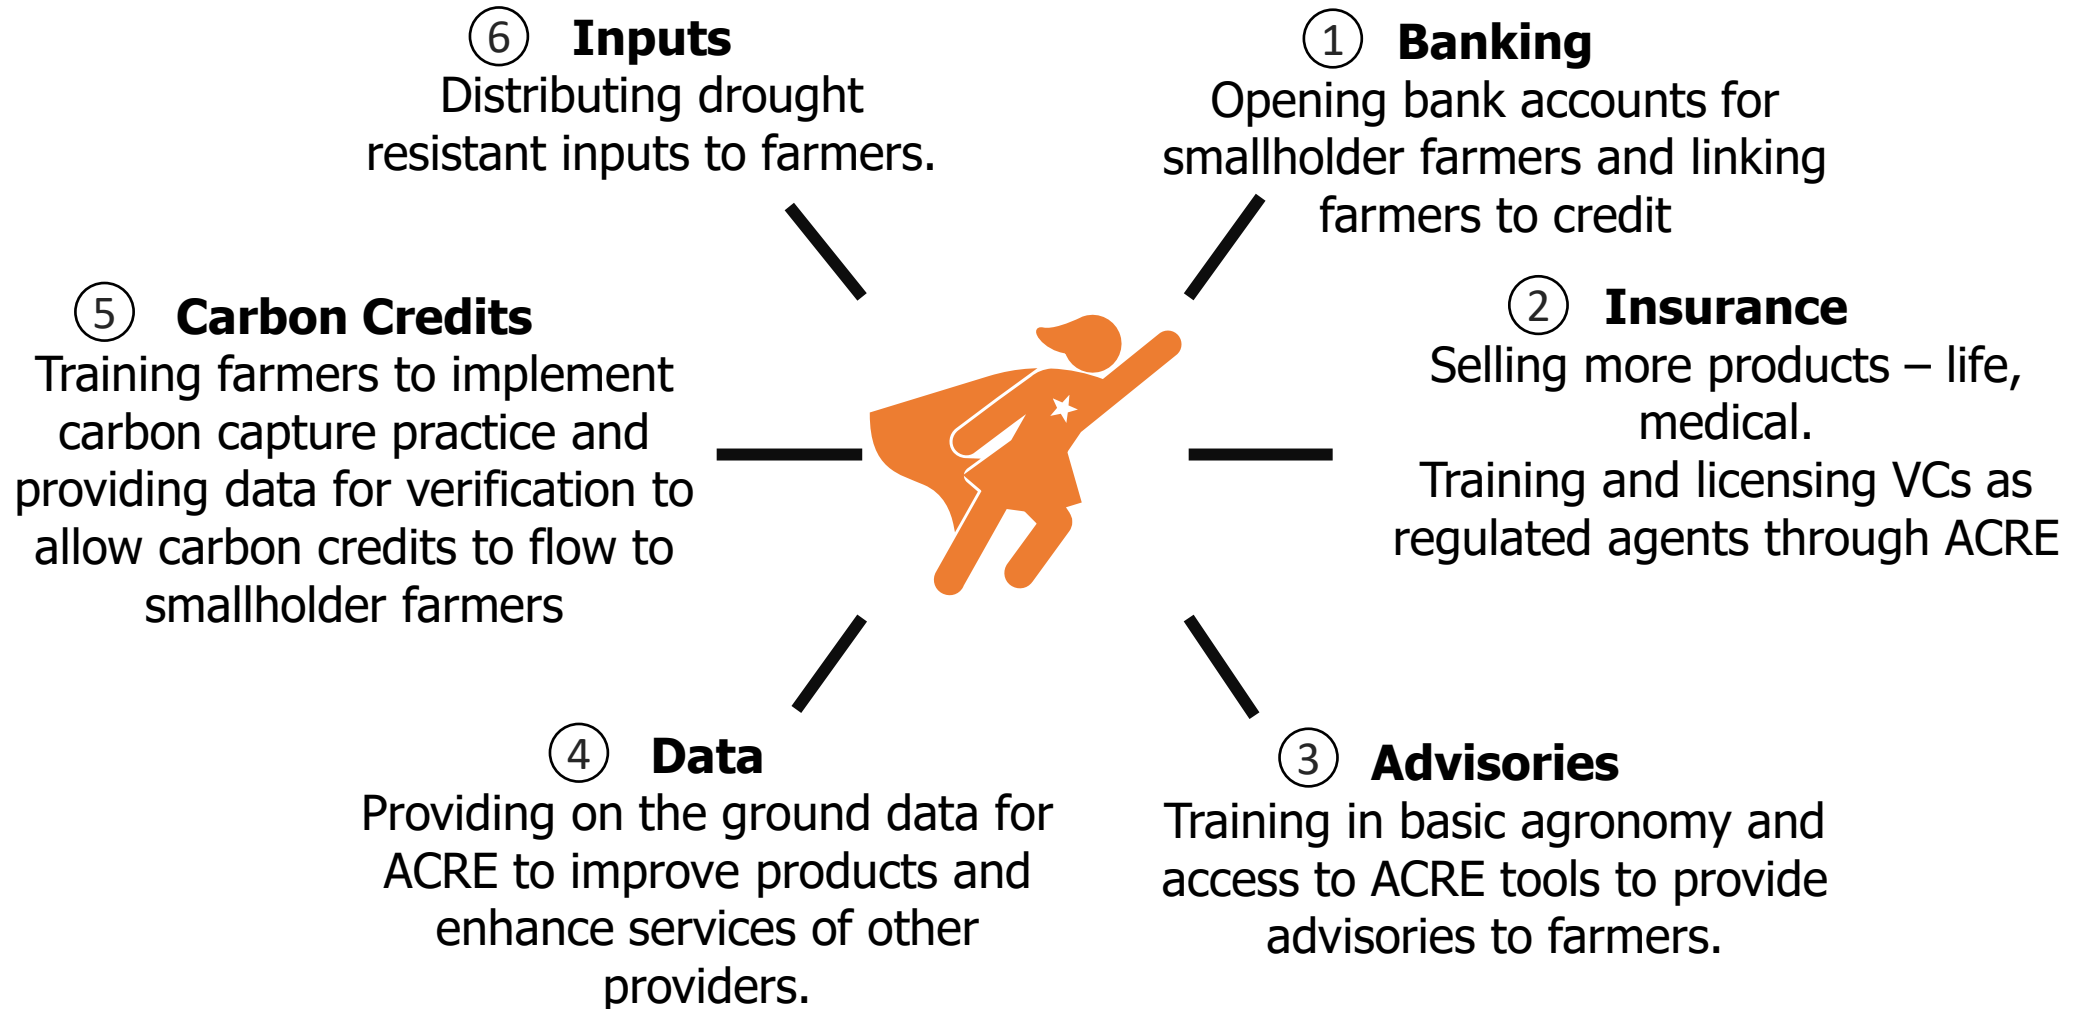 1 Banking
Opening bank accounts for
smallholder farmers and linking
farmers to credit
2 Insurance
Selling more products – life,
medical.
Training and licensing VCs as
regulated agents through ACRE
3 Advisories
Training in basic agronomy and
access to ACRE tools to provide
advisories to farmers.
4 Data
Providing on the ground data for
ACRE to improve products and
enhance services of other
providers.
5 Carbon Credits
Training farmers to implement
carbon capture practice and
providing data for verification to
allow carbon credits to flow to
smallholder farmers
6 Inputs
Distributing drought
resistant inputs to farmers.